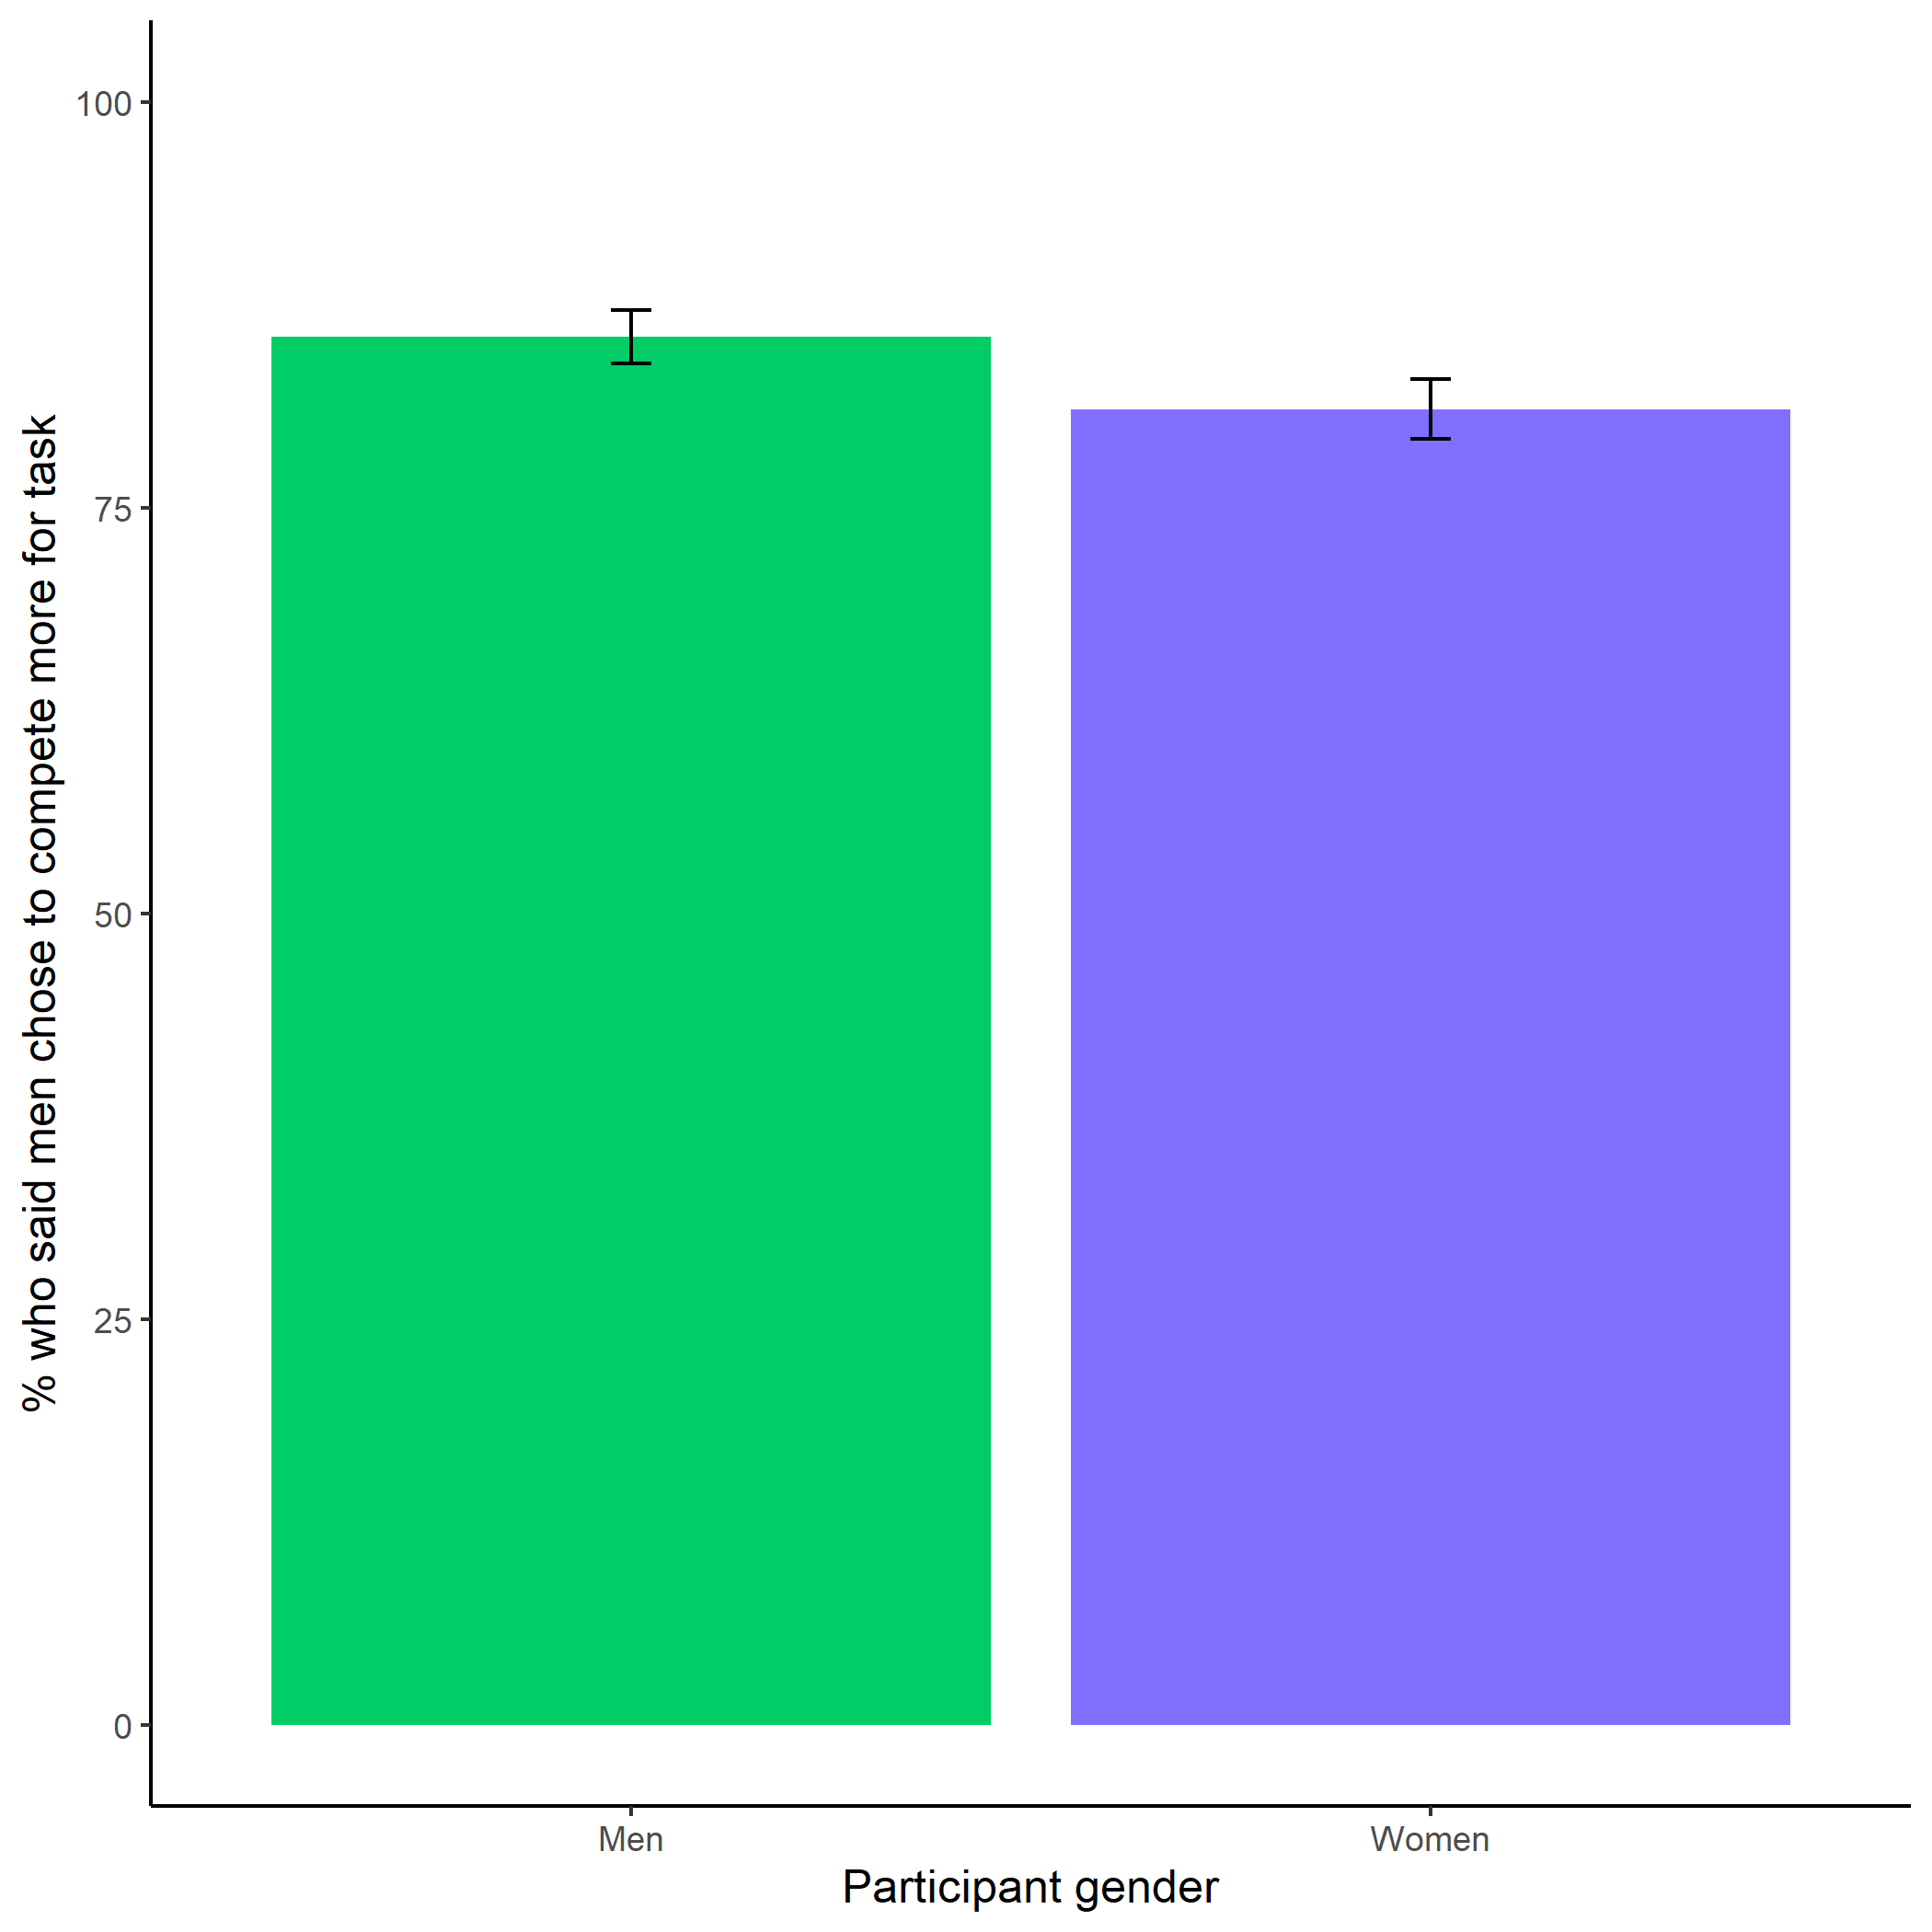 % who said men chose to compete more for task
100
75
50
25
0
Men
Women
Participant gender